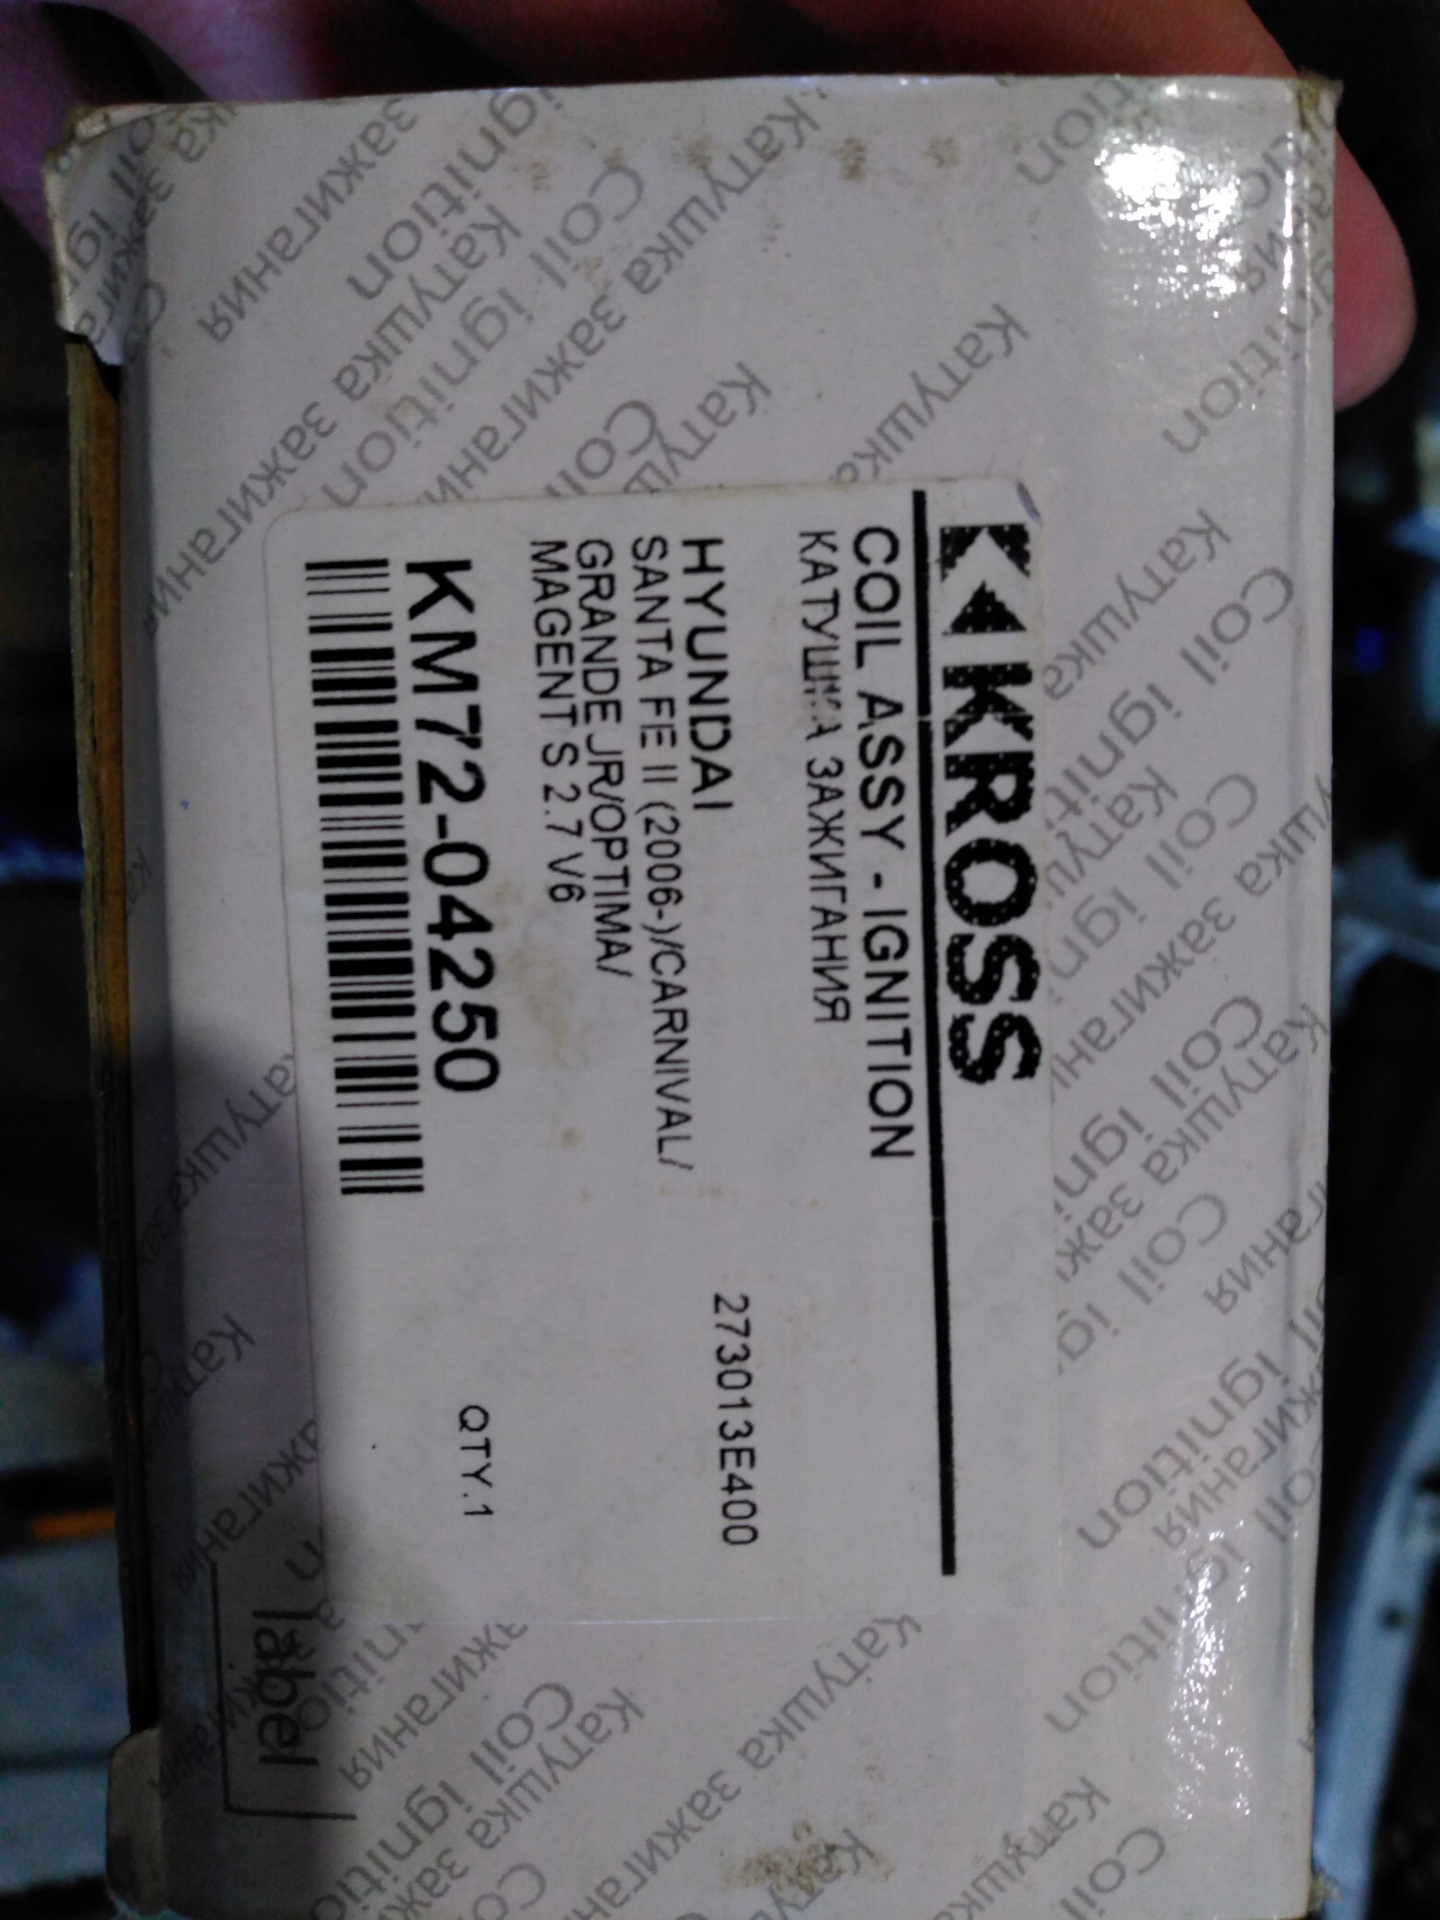 KROSS
COIL ASSY - IGNITION
КАТУШКА ЗАЖИГАНИЯ
HYUNDAI
273013E400
SANTA FE II (2006-)/CARNIVAL/
GRANDE JR/OPTIMA/
MAGENTIS 2.7 V6
KM72-04250
QTY.1
label
Катушка зажигания
Coil ignition